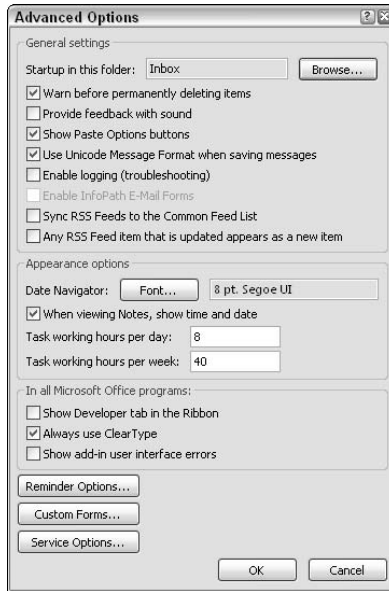 Advanced Options
General settings
Startup in this folder: Inbox Browse...
Warn before permanently deleting items
Provide feedback with sound
Show Paste Options buttons
Use Unicode Message Format when saving messages
Enable logging (troubleshooting)
Enable InfoPath E-Mail Forms
Sync RSS Feeds to the Common Feed List
Any RSS Feed item that is updated appears as a new item
Appearance options
Date Navigator: Font... 8 pt. Segoe UI
When viewing Notes, show time and date
Task working hours per day: 8
Task working hours per week: 40
In all Microsoft Office programs:
Show Developer tab in the Ribbon
Always use ClearType
Show add-in user interface errors
Reminder Options...
Custom Forms...
Service Options...
OK Cancel